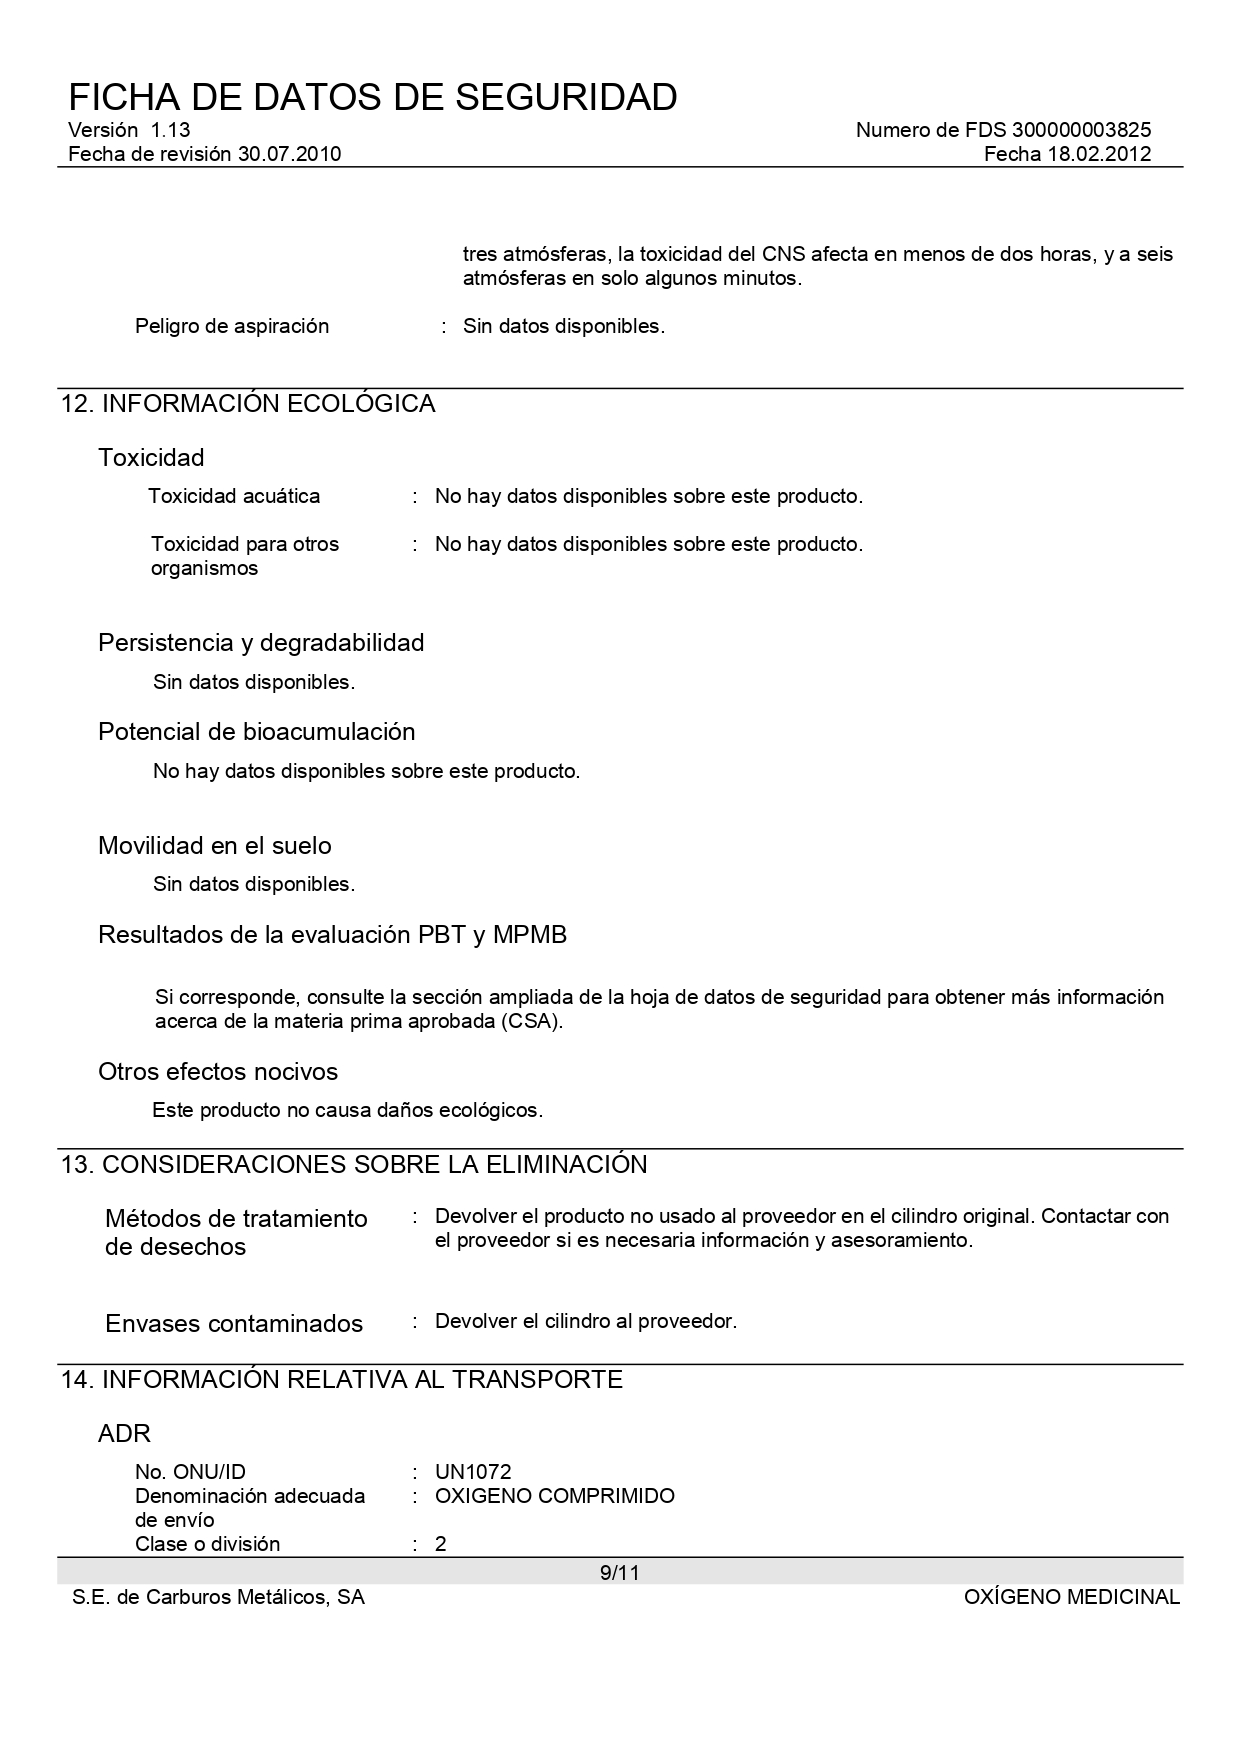 FICHA DE DATOS DE SEGURIDAD
Versión 1.13 Numero de FDS 300000003825
Fecha de revisión 30.07.2010 Fecha 18.02.2012
tres atmósferas, la toxicidad del CNS afecta en menos de dos horas, y a seis
atmósferas en solo algunos minutos.
Peligro de aspiración : Sin datos disponibles.
12. INFORMACIÓN ECOLÓGICA
Toxicidad
Toxicidad acuática : No hay datos disponibles sobre este producto.
Toxicidad para otros : No hay datos disponibles sobre este producto.
organismos
Persistencia y degradabilidad
Sin datos disponibles.
Potencial de bioacumulación
No hay datos disponibles sobre este producto.
Movilidad en el suelo
Sin datos disponibles.
Resultados de la evaluación PBT y MPMB
Si corresponde, consulte la sección ampliada de la hoja de datos de seguridad para obtener más información
acerca de la materia prima aprobada (CSA).
Otros efectos nocivos
Este producto no causa daños ecológicos.
13. CONSIDERACIONES SOBRE LA ELIMINACIÓN
Métodos de tratamiento : Devolver el producto no usado al proveedor en el cilindro original. Contactar con
de desechos el proveedor si es necesaria información y asesoramiento.
Envases contaminados : Devolver el cilindro al proveedor.
14. INFORMACIÓN RELATIVA AL TRANSPORTE
ADR
No. ONU/ID : UN1072
Denominación adecuada : OXIGENO COMPRIMIDO
de envío
Clase o división : 2
9/11
S.E. de Carburos Metálicos, SA OXÍGENO MEDICINAL